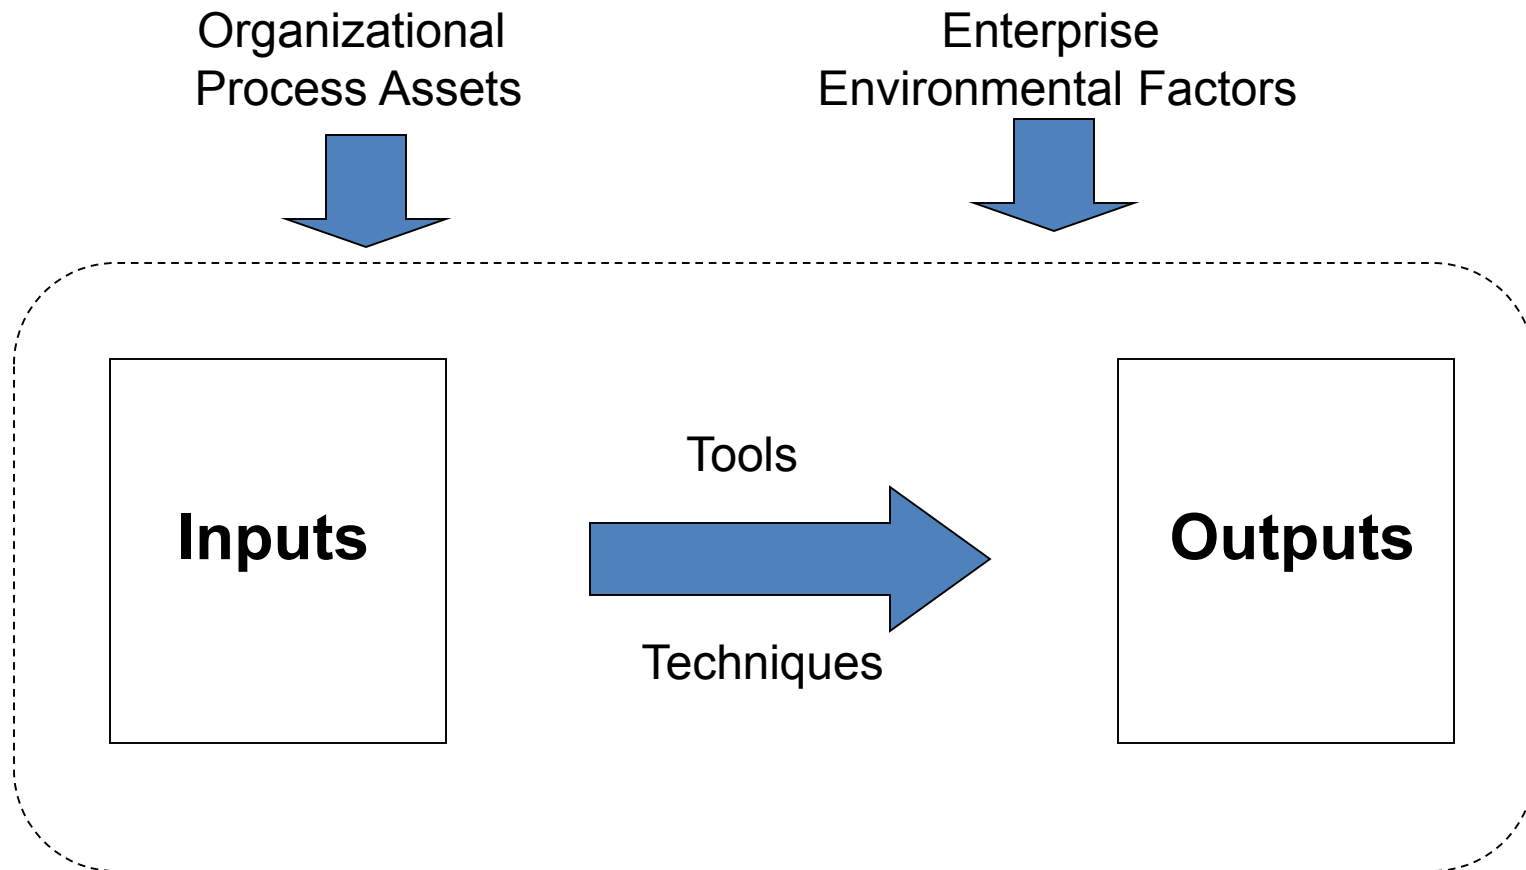 Organizational
Process Assets
Enterprise
Environmental Factors
Tools
Inputs
Outputs
Techniques